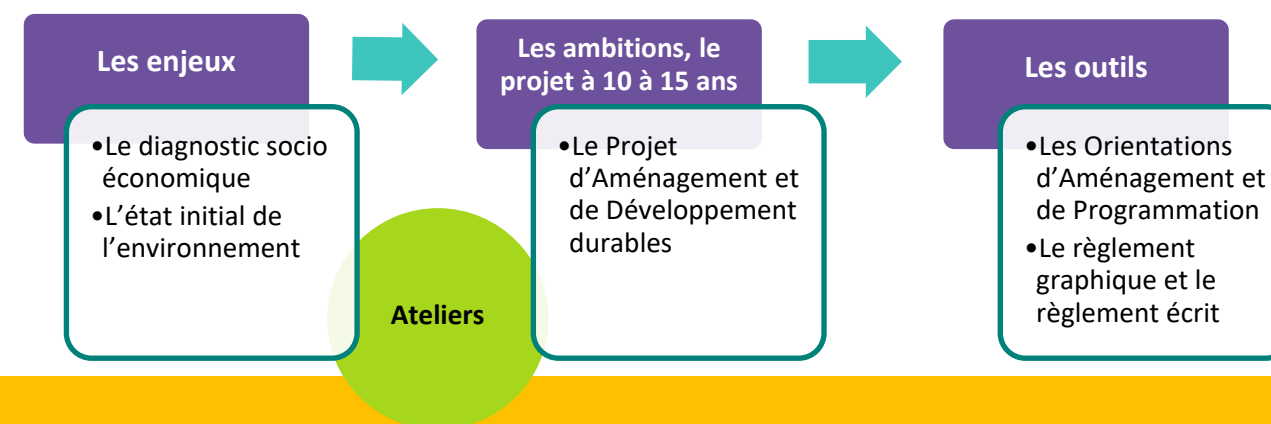 Les enjeux
•Le diagnostic socio
économique
•L’état initial de
l’environnement
Ateliers
Les ambitions, le
projet à 10 à 15 ans
•Le Projet
d’Aménagement et
de Développement
durables
Les outils
•Les Orientations
d’Aménagement et
de Programmation
•Le règlement
graphique et le
règlement écrit